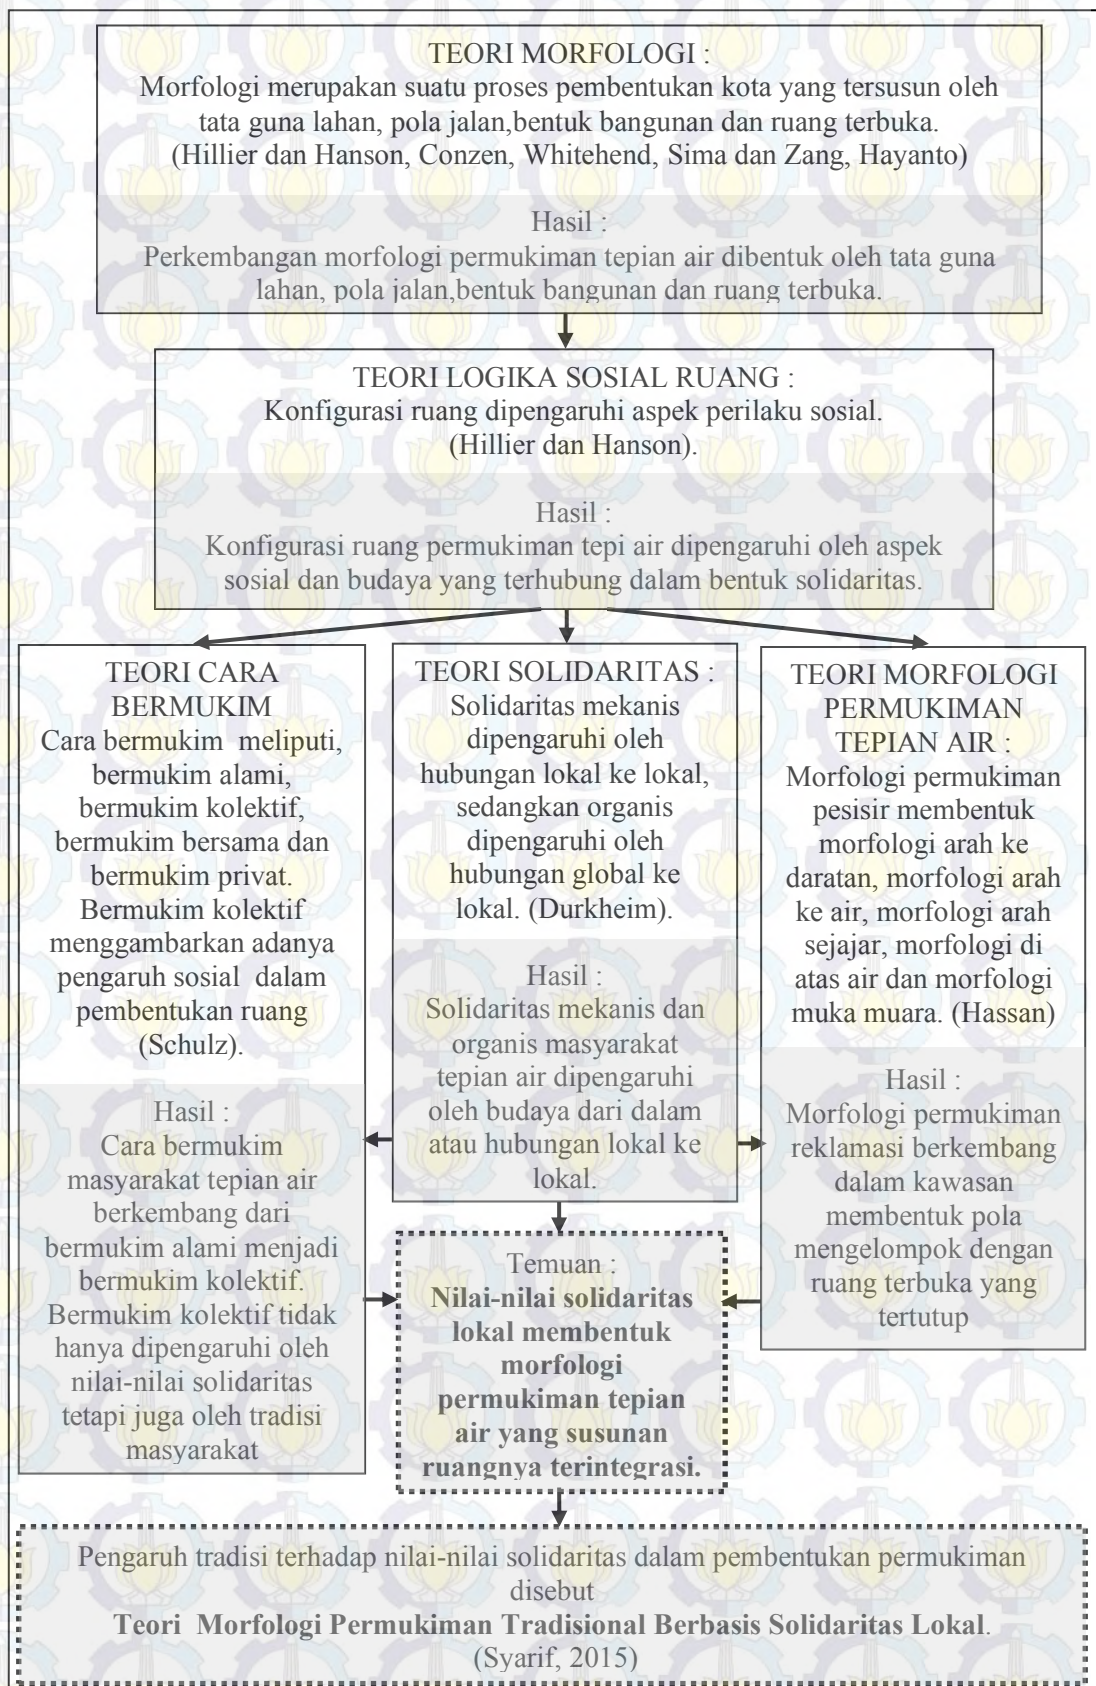 TEORI MORFOLOGI :
Morfologi merupakan suatu proses pembentukan kota yang tersusun oleh
tata guna lahan, pola jalan,bentuk bangunan dan ruang terbuka.
(Hillier dan Hanson, Conzen, Whitehend, Sima dan Zang, Hayanto)
Hasil :
Perkembangan morfologi permukiman tepian air dibentuk oleh tata guna
lahan, pola jalan,bentuk bangunan dan ruang terbuka.
TEORI LOGIKA SOSIAL RUANG :
Konfigurasi ruang dipengaruhi aspek perilaku sosial.
(Hillier dan Hanson).
Hasil :
Konfigurasi ruang permukiman tepi air dipengaruhi oleh aspek
sosial dan budaya yang terhubung dalam bentuk solidaritas.
TEORI CARA
BERMUKIM
Cara bermukim meliputi,
bermukim alami,
bermukim kolektif,
bermukim bersama dan
bermukim privat.
Bermukim kolektif
menggambarkan adanya
pengaruh sosial dalam
pembentukan ruang
(Schulz).
Hasil :
Cara bermukim
masyarakat tepian air
berkembang dari
bermukim alami menjadi
bermukim kolektif.
Bermukim kolektif tidak
hanya dipengaruhi oleh
nilai-nilai solidaritas
tetapi juga oleh tradisi
masyarakat
TEORI SOLIDARITAS :
Solidaritas mekanis
dipengaruhi oleh
hubungan lokal ke lokal,
sedangkan organis
dipengaruhi oleh
hubungan global ke
lokal. (Durkheim).
Hasil :
Solidaritas mekanis dan
organis masyarakat
tepian air dipengaruhi
oleh budaya dari dalam
atau hubungan lokal ke
lokal.
TEORI MORFOLOGI
PERMUKIMAN
TEPIAN AIR :
Morfologi permukiman
pesisir membentuk
morfologi arah ke
daratan, morfologi arah
ke air, morfologi arah
sejajar, morfologi di
atas air dan morfologi
muka muara. (Hassan)
Hasil :
Morfologi permukiman
reklamasi berkembang
dalam kawasan
membentuk pola
mengelompok dengan
ruang terbuka yang
tertutup
Temuan :
Nilai-nilai solidaritas
lokal membentuk
morfologi
permukiman tepian
air yang susunan
ruangnya terintegrasi.
Pengaruh tradisi terhadap nilai-nilai solidaritas dalam pembentukan permukiman
disebut
Teori Morfologi Permukiman Tradisional Berbasis Solidaritas Lokal.
(Syarif, 2015)